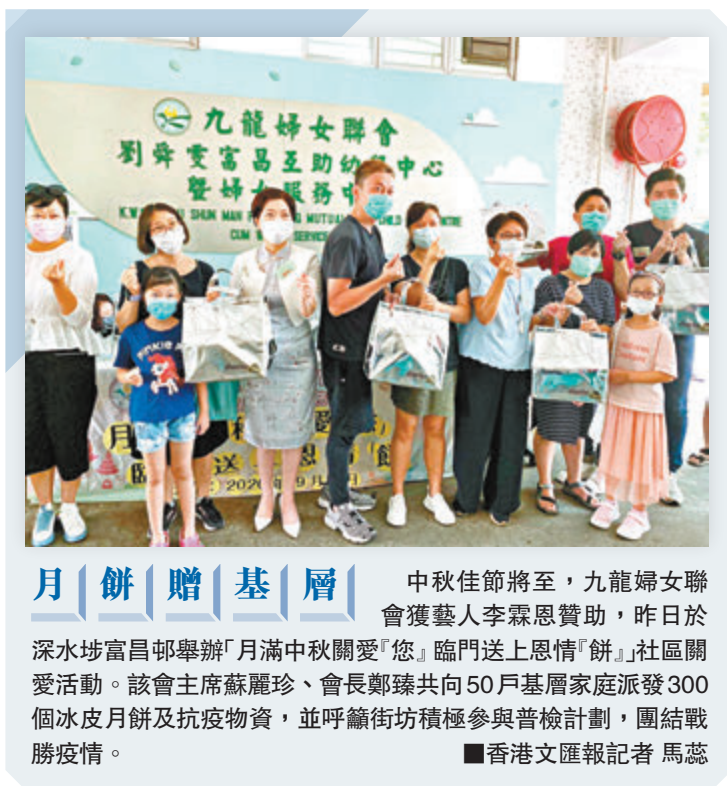 九龍婦女聯會
劉舜雯富昌互助幼兒中心
暨婦女服務中
SHUN MAN
MUTUAL
CHILD
CUM
SERVICE
月餅贈基層
中秋佳節將至，九龍婦女聯
會獲藝人李霖恩贊助，昨日於
深水埗富昌邨舉辦「月滿中秋關愛『您』臨門送上恩情『餅』」社區關
愛活動。該會主席蘇麗珍、會長鄭臻共向50戶基層家庭派發300
個冰皮月餅及抗疫物資，並呼籲街坊積極參與普檢計劃，團結戰
勝疫情。 ■香港文匯報記者 馬蕊